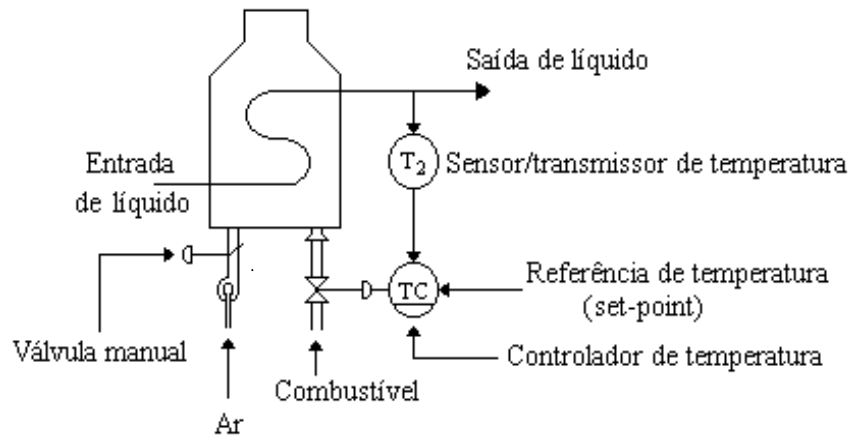 Saída de líquido
Entrada
de líquido
T2
Sensor/transmissor de temperatura
TC
Referência de temperatura
(set-point)
Válvula manual
Controlador de temperatura
Combustível
Ar